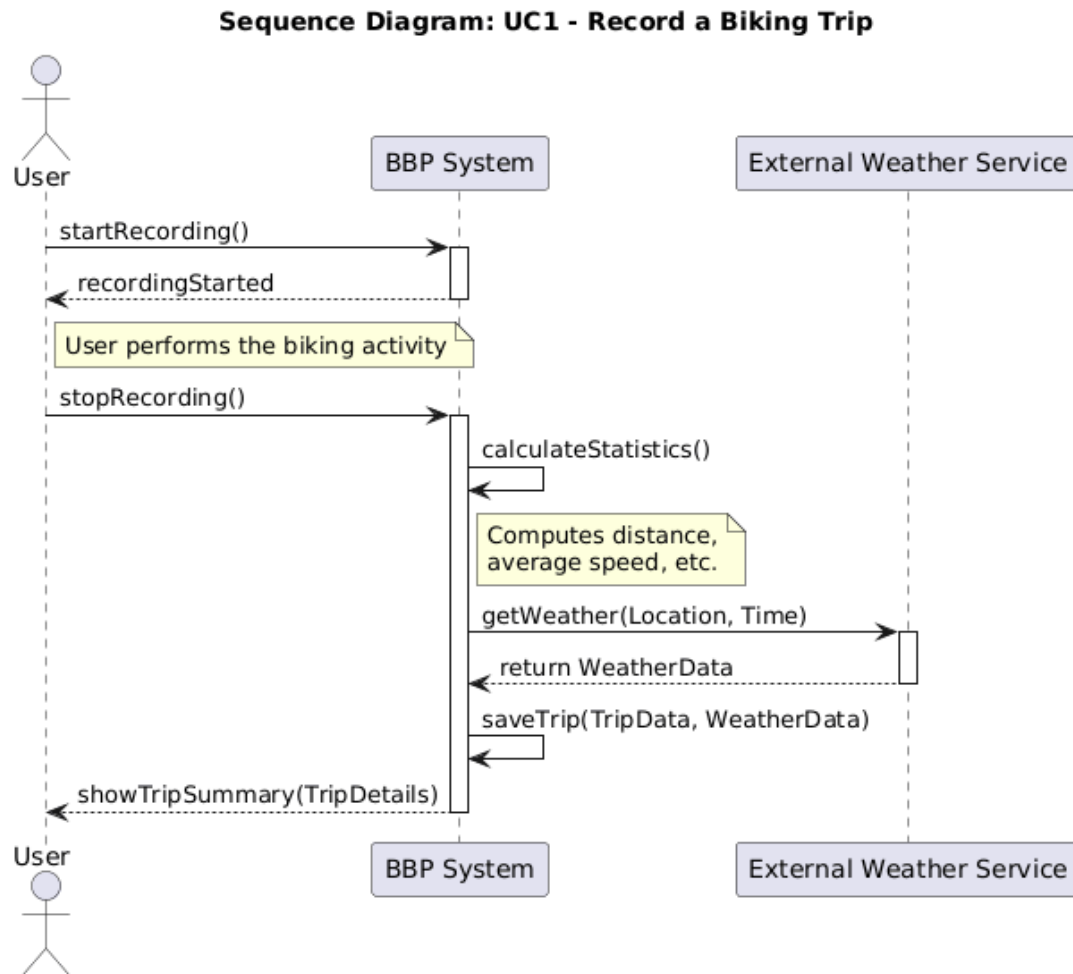 Sequence Diagram: UC1 - Record a Biking Trip
User
BBP System
External Weather Service
startRecording()
recordingStarted
User performs the biking activity
stopRecording()
calculateStatistics()
Computes distance,
average speed, etc.
getWeather(Location, Time)
return WeatherData
saveTrip(TripData, WeatherData)
showTripSummary(TripDetails)
User
BBP System
External Weather Service